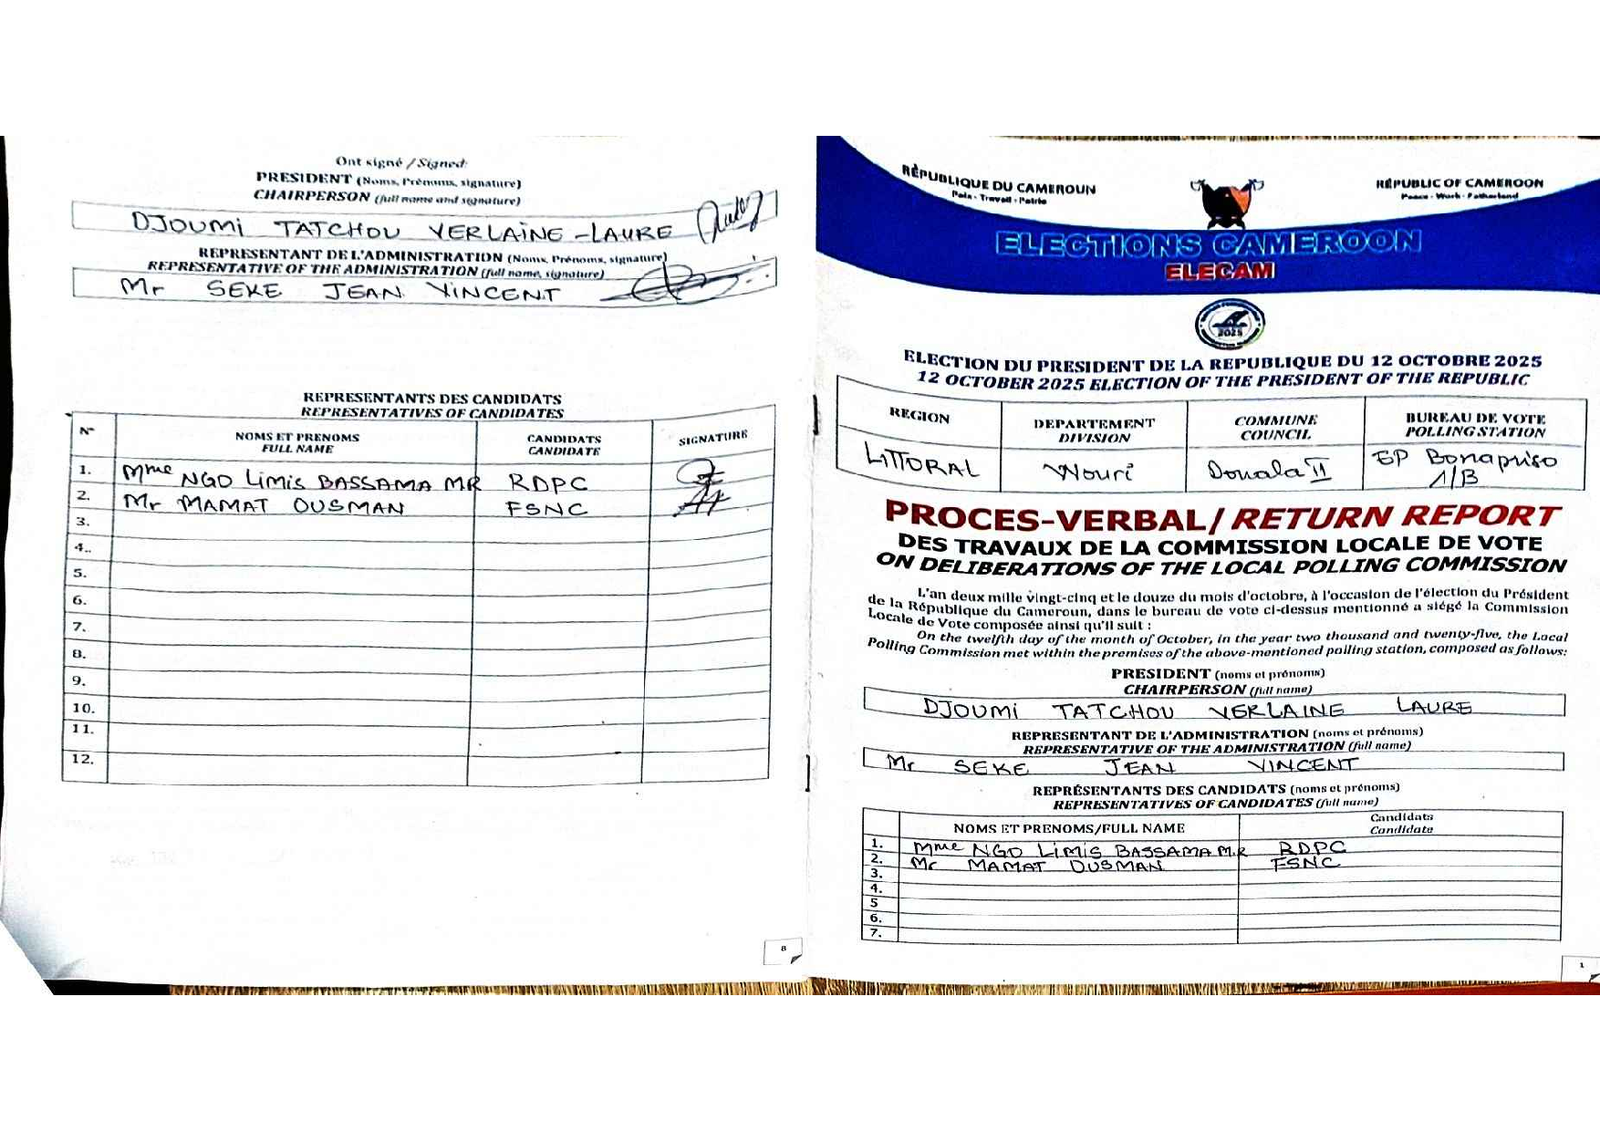 Ont signé / Signed:
PRESIDENT (Noms, Prénoms, signature)
CHAIRPERSON (full name and signature)
DJOUMI TATCHOU VERLAINE-LAURE
REPRESENTANT DE L'ADMINISTRATION (Noms, Prénoms, signature)
REPRESENTATIVE OF THE ADMINISTRATION (full name, signature)
Mr SEKE JEAN VINCENT
REPRESENTANTS DES CANDIDATS
REPRESENTATIVES OF CANDIDATES
N° NOMS ET PRENOMS CANDIDATS SIGNATURE
FULL NAME CANDIDATE
1. Mme NGO LIMIS BASSAMA MR RDPC
2. Mr MAMAT OUSMAN FSNC
3.
4..
5.
6.
7.
8.
9.
10.
11.
12.
8
RÉPUBLIQUE DU CAMEROUN
Paix - Travail - Patrie
RÉPUBLIC OF CAMEROON
Peace - Work - Fatherland
ELECTIONS CAMEROON
ELECAM
2025
ELECTION DU PRESIDENT DE LA REPUBLIQUE DU 12 OCTOBRE 2025
12 OCTOBER 2025 ELECTION OF THE PRESIDENT OF THE REPUBLIC
REGION DEPARTEMENT COMMUNE BUREAU DE VOTE
DIVISION COUNCIL POLLING STATION
LITTORAL Wouri Douala II EP Bonapriso
1/B
PROCES-VERBAL/RETURN REPORT
DES TRAVAUX DE LA COMMISSION LOCALE DE VOTE
ON DELIBERATIONS OF THE LOCAL POLLING COMMISSION
L'an deux mille vingt-cinq et le douze du mois d'octobre, à l'occasion de l'élection du Président
de la République du Cameroun, dans le bureau de vote ci-dessus mentionné a siégé la Commission
Locale de Vote composée ainsi qu'il suit :
On the twelfth day of the month of October, in the year two thousand and twenty-five, the Local
Polling Commission met within the premises of the above-mentioned polling station, composed as follows:
PRESIDENT (noms et prénoms)
CHAIRPERSON (full name)
DJOUMI TATCHOU VERLAINE LAURE
REPRESENTANT DE L'ADMINISTRATION (noms et prénoms)
REPRESENTATIVE OF THE ADMINISTRATION (full name)
Mr SEKE JEAN VINCENT
REPRÉSENTANTS DES CANDIDATS (noms et prénoms)
REPRESENTATIVES OF CANDIDATES (full name)
NOMS ET PRENOMS/FULL NAME Candidats
Candidate
1. Mme NGO LIMIS BASSAMA M.R RDPC
2. Mr MAMAT OUSMAN FSNC
3.
4.
5
6.
7.
1